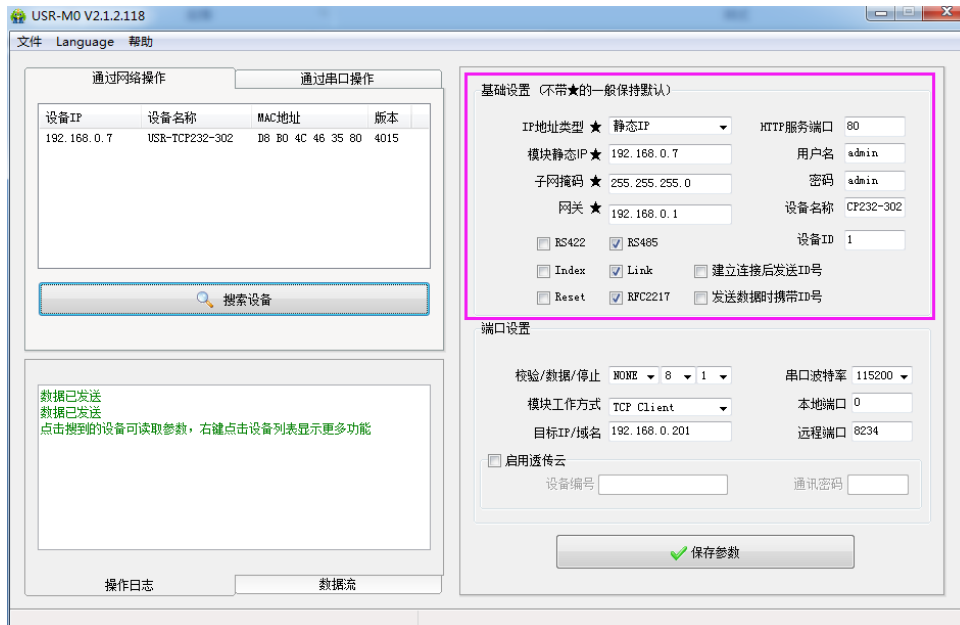 USR-M0 V2.1.2.118
文件 Language 帮助
通过网络操作 通过串口操作
设备IP 设备名称 MAC地址 版本
192.168.0.7 USR-TCP232-302 D8 B0 4C 46 35 80 4015
搜索设备
数据已发送
数据已发送
点击搜到的设备可读取参数，右键点击设备列表显示更多功能
操作日志 数据流
基础设置 (不带★的一般保持默认)
IP地址类型 ★ 静态IP HTTP服务端口 80
模块静态IP★ 192.168.0.7 用户名 admin
子网掩码 ★ 255.255.255.0 密码 admin
网关 ★ 192.168.0.1 设备名称 CP232-302
RS422 RS485 设备ID 1
Index Link 建立连接后发送ID号
Reset RFC2217 发送数据时携带ID号
端口设置
校验/数据/停止 NONE 8 1 串口波特率 115200
模块工作方式 TCP Client 本地端口 0
目标IP/域名 192.168.0.201 远程端口 8234
启用透传云
设备编号 通讯密码
保存参数